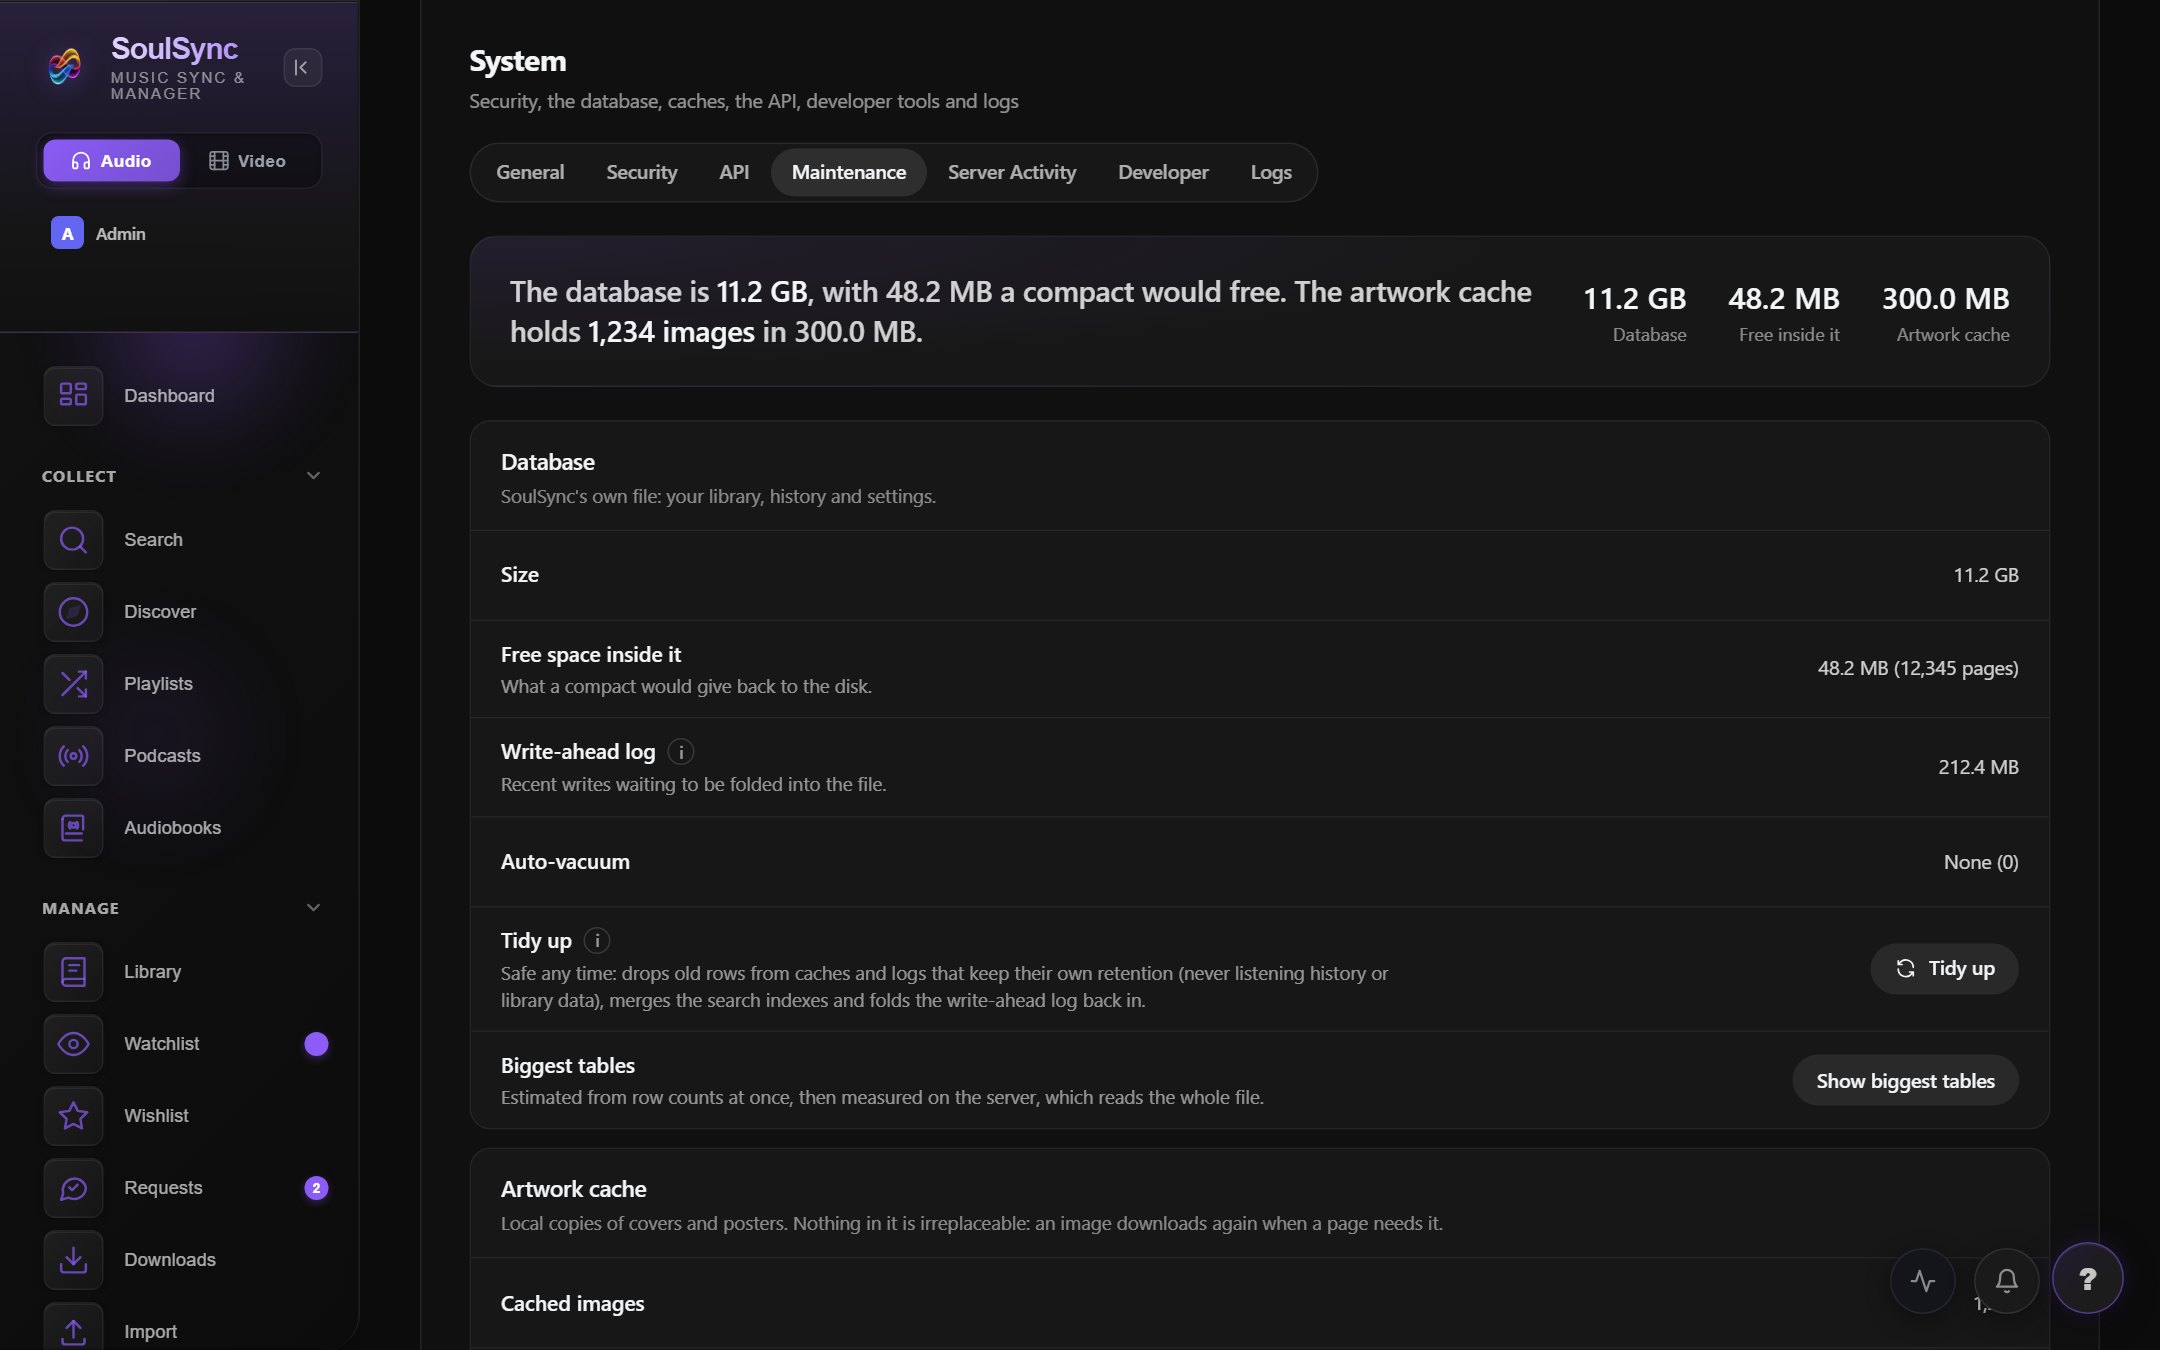 SoulSync
MUSIC SYNC &
MANAGER
Audio
Video
A
Admin
Dashboard
COLLECT
Search
Discover
Playlists
Podcasts
Audiobooks
MANAGE
Library
Watchlist
Wishlist
Requests
2
Downloads
Import
System
Security, the database, caches, the API, developer tools and logs
General
Security
API
Maintenance
Server Activity
Developer
Logs
The database is 11.2 GB, with 48.2 MB a compact would free. The artwork cache
holds 1,234 images in 300.0 MB.
11.2 GB
Database
48.2 MB
Free inside it
300.0 MB
Artwork cache
Database
SoulSync's own file: your library, history and settings.
Size
11.2 GB
Free space inside it
What a compact would give back to the disk.
48.2 MB (12,345 pages)
Write-ahead log
Recent writes waiting to be folded into the file.
212.4 MB
Auto-vacuum
None (0)
Tidy up
Safe any time: drops old rows from caches and logs that keep their own retention (never listening history or
library data), merges the search indexes and folds the write-ahead log back in.
Tidy up
Biggest tables
Estimated from row counts at once, then measured on the server, which reads the whole file.
Show biggest tables
Artwork cache
Local copies of covers and posters. Nothing in it is irreplaceable: an image downloads again when a page needs it.
Cached images
?